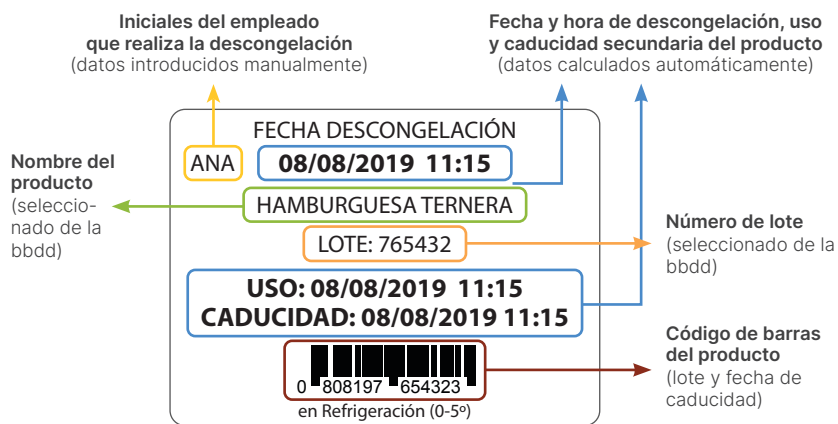 Iniciales del empleado
que realiza la descongelación
(datos introducidos manualmente)
Fecha y hora de descongelación, uso
y caducidad secundaria del producto
(datos calculados automáticamente)
Nombre del
producto
(seleccio-
nado de la
bbdd)
FECHA DESCONGELACIÓN
ANA 08/08/2019 11:15
HAMBURGUESA TERNERA
LOTE: 765432
USO: 08/08/2019 11:15
CADUCIDAD: 08/08/2019 11:15
0 808197 654323
en Refrigeración (0-5º)
Número de lote
(seleccionado de la
bbdd)
Código de barras
del producto
(lote y fecha de
caducidad)